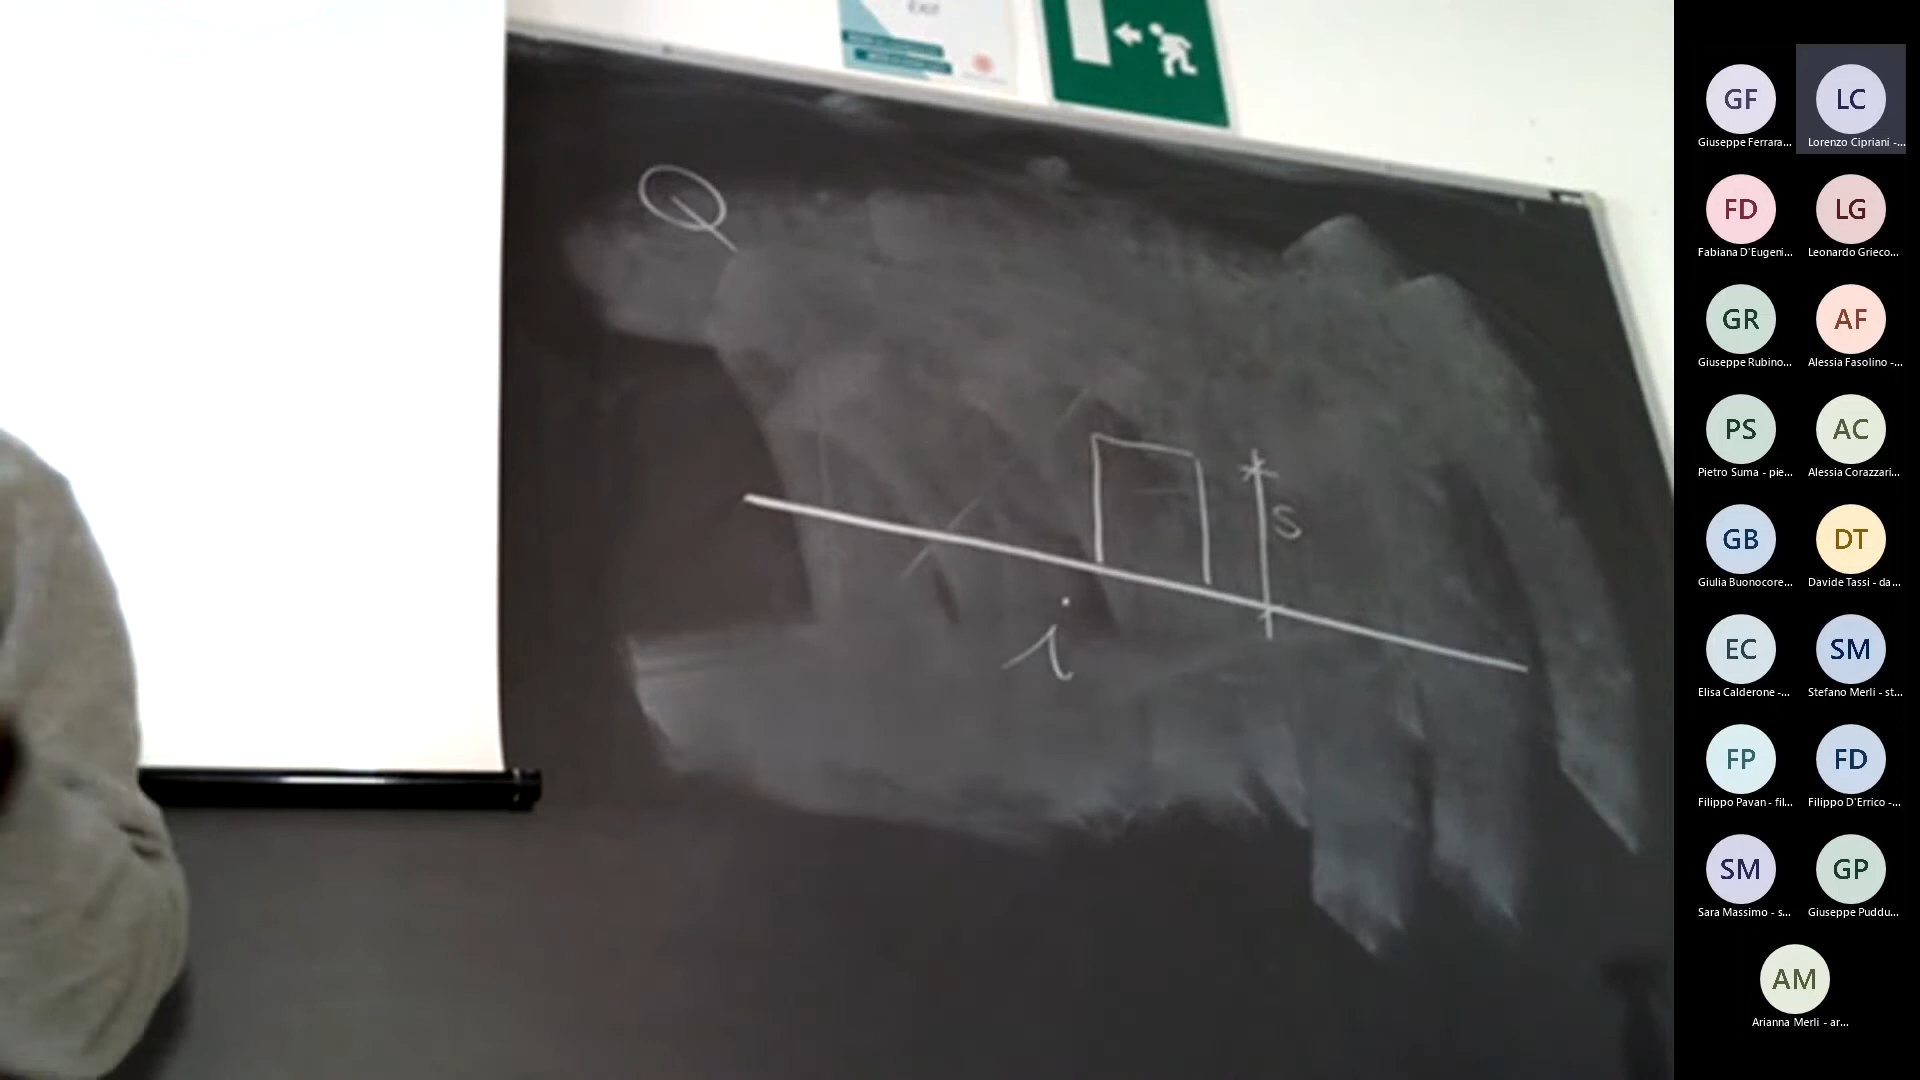 EXIT
Q
s
i
GF
Giuseppe Ferrara...
LC
Lorenzo Cipriani -...
FD
Fabiana D'Eugeni...
LG
Leonardo Grieco...
GR
Giuseppe Rubino...
AF
Alessia Fasolino -...
PS
Pietro Suma - pie...
AC
Alessia Corazzari...
GB
Giulia Buonocore...
DT
Davide Tassi - da...
EC
Elisa Calderone -...
SM
Stefano Merli - st...
FP
Filippo Pavan - fil...
FD
Filippo D'Errico -...
SM
Sara Massimo - s...
GP
Giuseppe Puddu...
AM
Arianna Merli - ar...